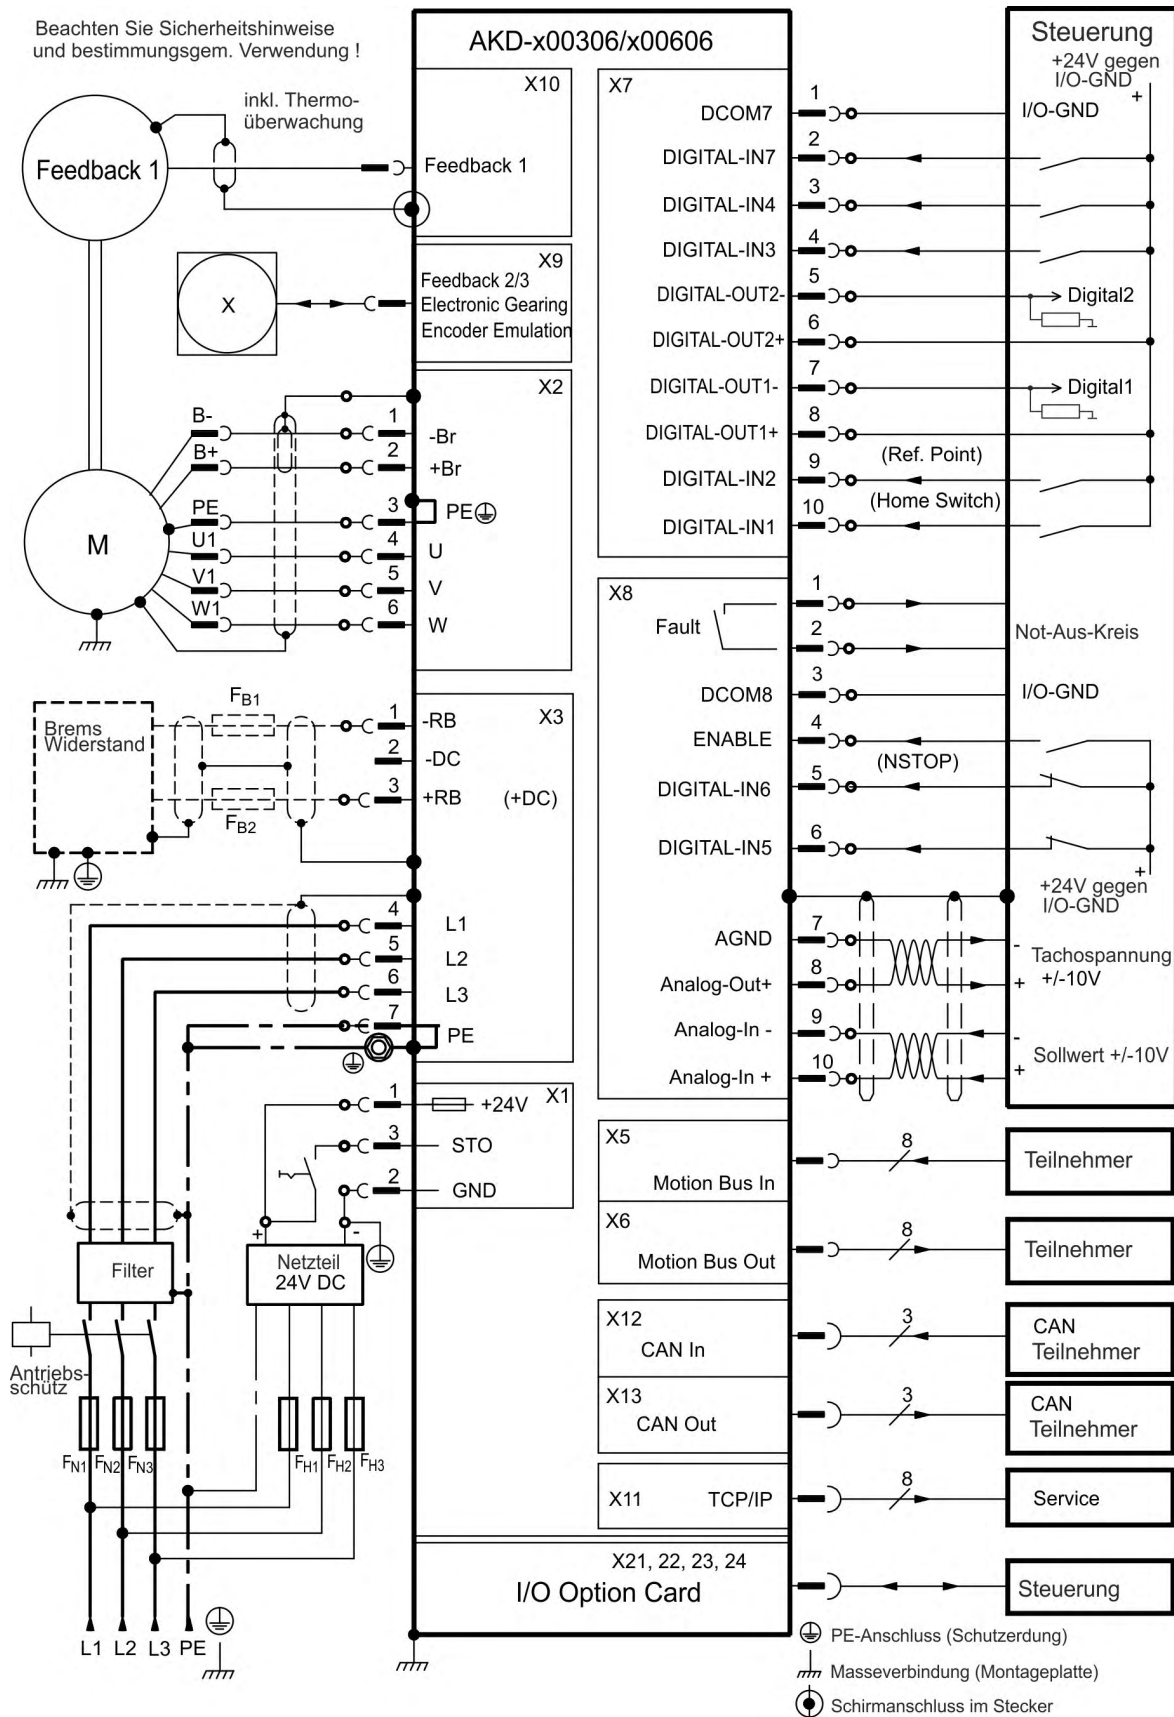 Beachten Sie Sicherheitshinweise
und bestimmungsgem. Verwendung !
AKD-x00306/x00606
Steuerung
+24V gegen
I/O-GND
+
X10
inkl. Thermo-
überwachung
Feedback 1
Feedback 1
X9
Feedback 2/3
Electronic Gearing
Encoder Emulation
X
X2
B-
1
-Br
B+
2
+Br
PE
3
PE
U1
4
U
V1
5
V
W1
6
W
M
X3
Brems
Widerstand
FB1
1
-RB
2
-DC
3
+RB
(+DC)
FB2
4
L1
5
L2
6
L3
7
PE
X1
1
+24V
3
STO
2
GND
+
-
Filter
Netzteil
24V DC
Antriebs-
schütz
FN1
FN2
FN3
FH1
FH2
FH3
L1
L2
L3
PE
X7
DCOM7
1
I/O-GND
DIGITAL-IN7
2
DIGITAL-IN4
3
DIGITAL-IN3
4
DIGITAL-OUT2-
5
Digital2
DIGITAL-OUT2+
6
DIGITAL-OUT1-
7
Digital1
DIGITAL-OUT1+
8
(Ref. Point)
DIGITAL-IN2
9
(Home Switch)
DIGITAL-IN1
10
X8
Fault
1
2
Not-Aus-Kreis
DCOM8
3
I/O-GND
ENABLE
4
(NSTOP)
DIGITAL-IN6
5
DIGITAL-IN5
6
+
+24V gegen
I/O-GND
AGND
7
-
Tachospannung
+/-10V
Analog-Out+
8
+
Analog-In -
9
-
Sollwert +/-10V
Analog-In +
10
+
X5
Motion Bus In
8
Teilnehmer
X6
Motion Bus Out
8
Teilnehmer
X12
CAN In
3
CAN
Teilnehmer
X13
CAN Out
3
CAN
Teilnehmer
X11
TCP/IP
8
Service
X21, 22, 23, 24
I/O Option Card
Steuerung
PE-Anschluss (Schutzerdung)
Masseverbindung (Montageplatte)
Schirmanschluss im Stecker